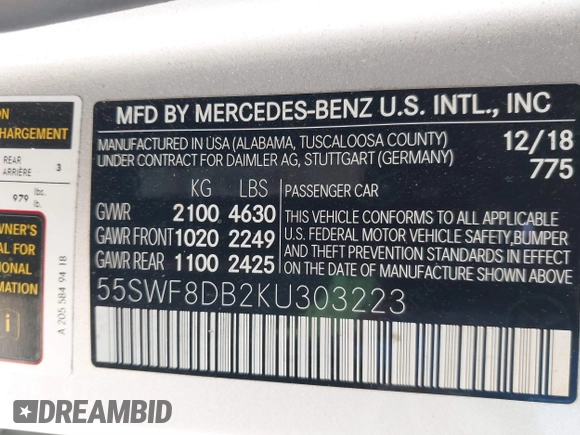 ON
HARGEMENT
REAR
ARRIÈRE
3
979 lbs.
lb.
WNER'S
AL FOR
TIONAL
MATION
i
A 205 584 94 18
MFD BY MERCEDES-BENZ U.S. INTL., INC
MANUFACTURED IN USA (ALABAMA, TUSCALOOSA COUNTY)
UNDER CONTRACT FOR DAIMLER AG, STUTTGART (GERMANY)
12/18
775
KG LBS
GVWR 2100 4630
GAWR FRONT 1020 2249
GAWR REAR 1100 2425
PASSENGER CAR
THIS VEHICLE CONFORMS TO ALL APPLICABLE
U.S. FEDERAL MOTOR VEHICLE SAFETY,BUMPER
AND THEFT PREVENTION STANDARDS IN EFFECT
ON THE DATE OF MANUFACTURE SHOWN ABOVE.
55SWF8DB2KU303223
DREAMBID